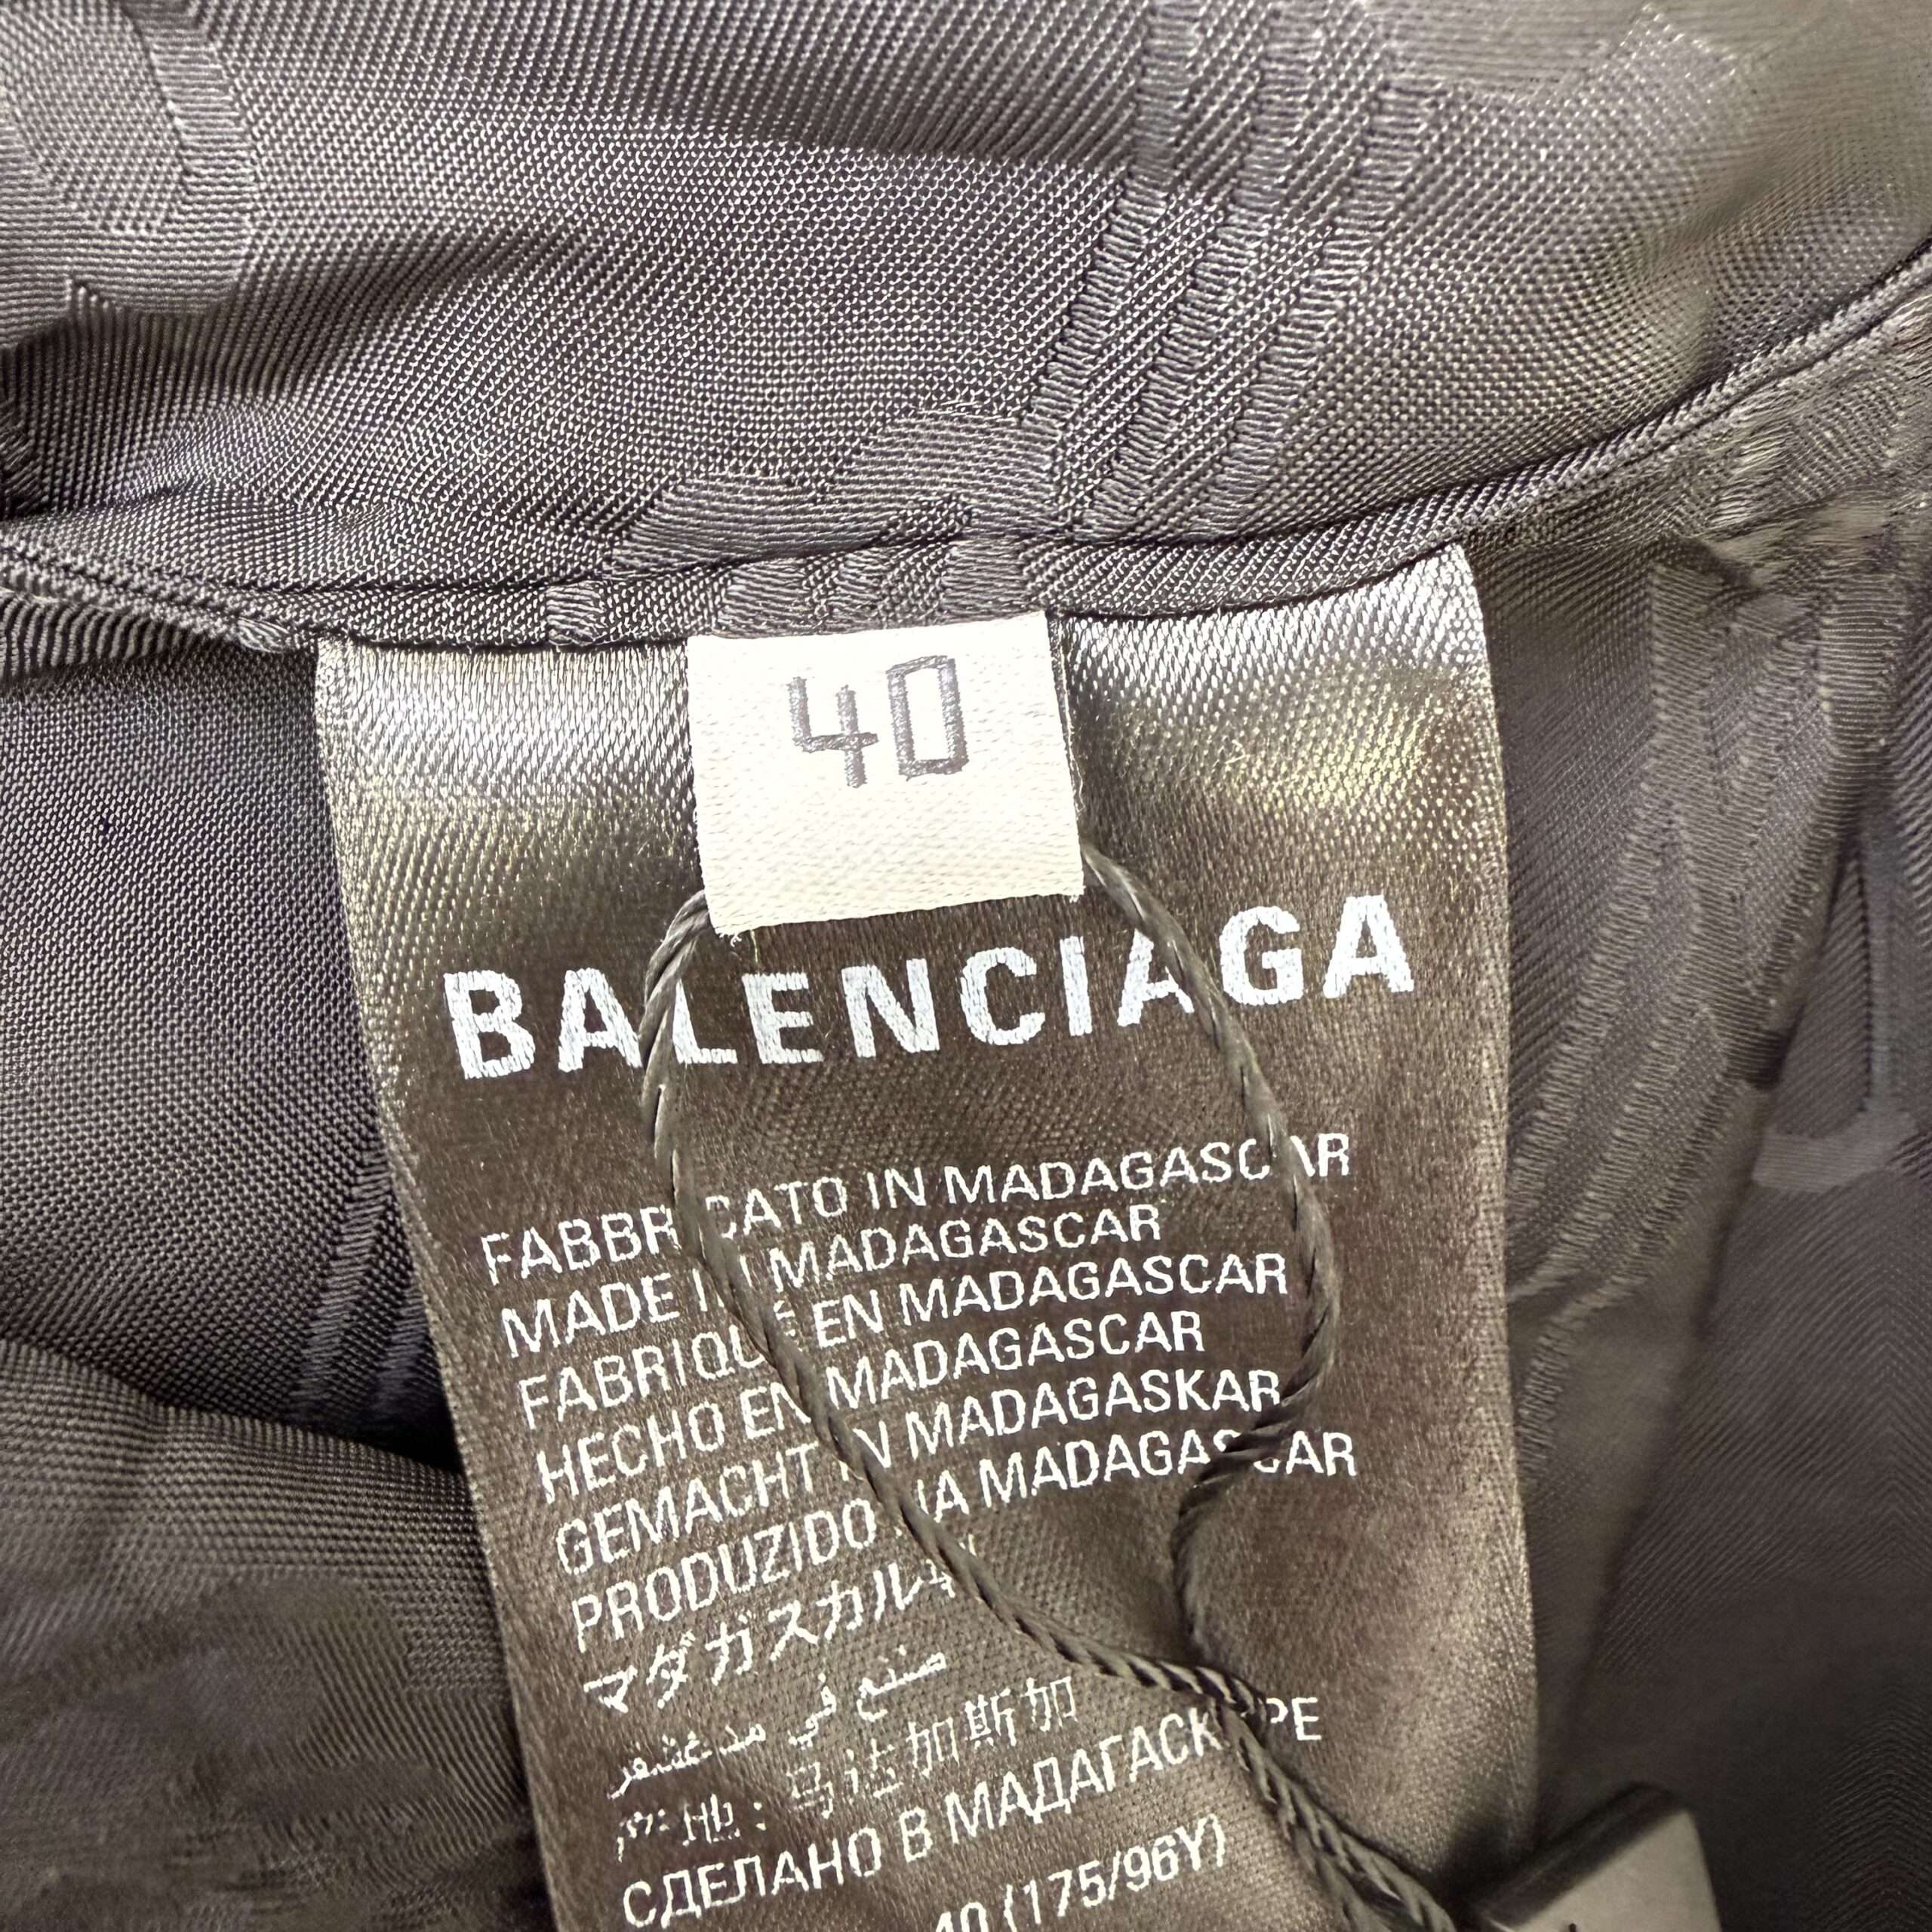 40
BALENCIAGA
FABBRICATO IN MADAGASCAR
MADE IN MADAGASCAR
FABRIQUÉ EN MADAGASCAR
HECHO EN MADAGASCAR
GEMACHT IN MADAGASKAR
PRODUZIDO NA MADAGASCAR
マダガスカル製
صنع في مدغشقر
产地：马达加斯加
СДЕЛАНО В МАДАГАСКАРЕ
40 (175/96Y)